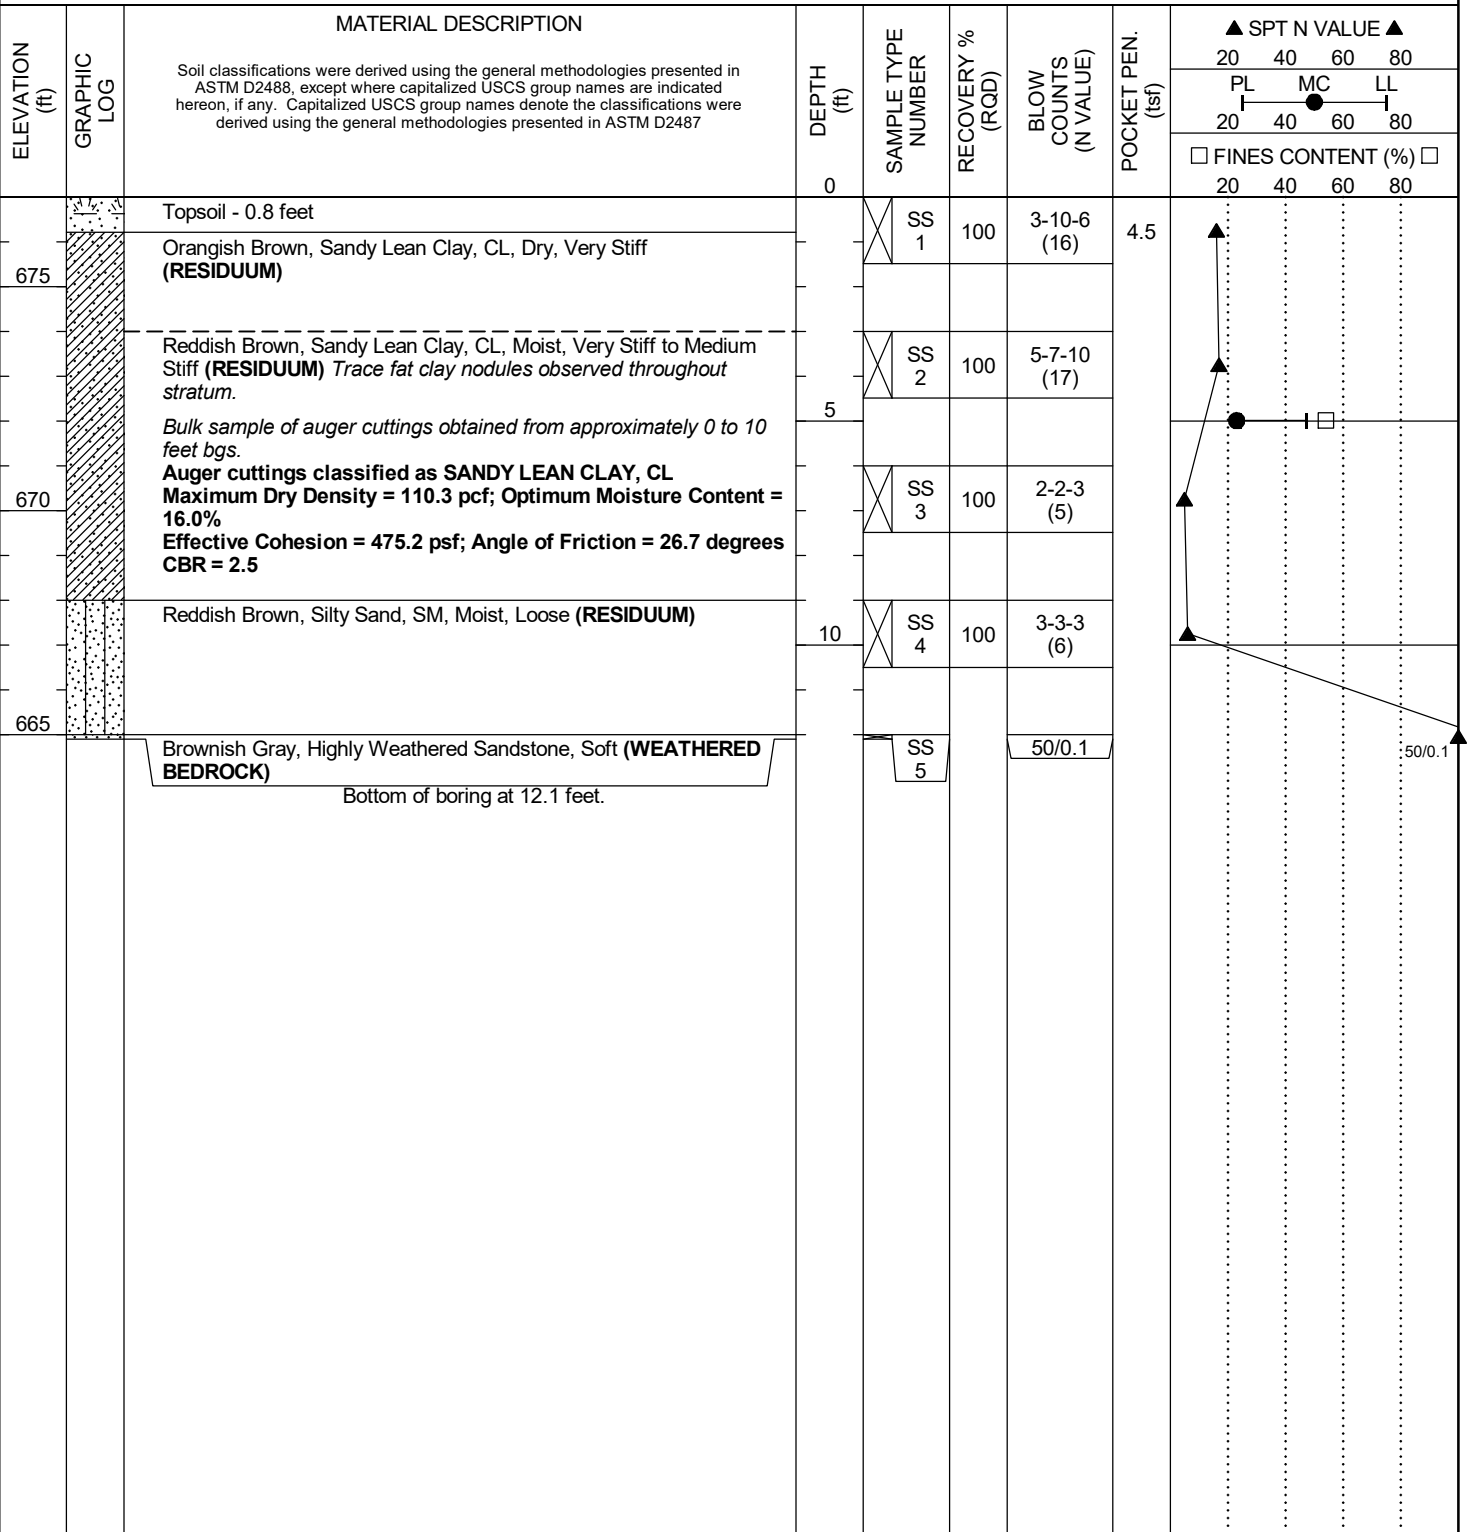 ELEVATION
(ft)
GRAPHIC
LOG
MATERIAL DESCRIPTION
Soil classifications were derived using the general methodologies presented in
ASTM D2488, except where capitalized USCS group names are indicated
hereon, if any. Capitalized USCS group names denote the classifications were
derived using the general methodologies presented in ASTM D2487
DEPTH
(ft)
0
SAMPLE TYPE
NUMBER
RECOVERY %
(RQD)
BLOW
COUNTS
(N VALUE)
POCKET PEN.
(tsf)
▲ SPT N VALUE ▲
20 40 60 80
PL MC LL
20 40 60 80
□ FINES CONTENT (%) □
20 40 60 80
Topsoil - 0.8 feet
SS
1
100
3-10-6
(16)
4.5
Orangish Brown, Sandy Lean Clay, CL, Dry, Very Stiff
(RESIDUUM)
675
Reddish Brown, Sandy Lean Clay, CL, Moist, Very Stiff to Medium
Stiff (RESIDUUM) Trace fat clay nodules observed throughout
stratum.
SS
2
100
5-7-10
(17)
5
Bulk sample of auger cuttings obtained from approximately 0 to 10
feet bgs.
Auger cuttings classified as SANDY LEAN CLAY, CL
Maximum Dry Density = 110.3 pcf; Optimum Moisture Content =
16.0%
Effective Cohesion = 475.2 psf; Angle of Friction = 26.7 degrees
CBR = 2.5
670
SS
3
100
2-2-3
(5)
Reddish Brown, Silty Sand, SM, Moist, Loose (RESIDUUM)
10
SS
4
100
3-3-3
(6)
665
Brownish Gray, Highly Weathered Sandstone, Soft (WEATHERED
BEDROCK)
SS
5
50/0.1
50/0.1
Bottom of boring at 12.1 feet.